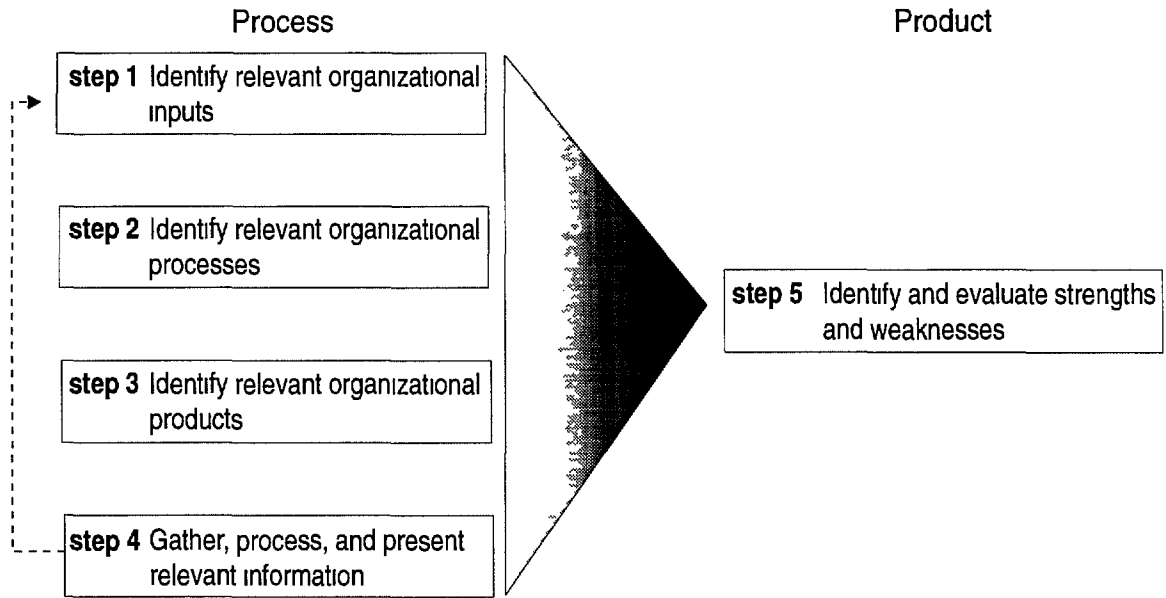 Process
Product
step 1 Identify relevant organizational
inputs
step 2 Identify relevant organizational
processes
step 3 Identify relevant organizational
products
step 4 Gather, process, and present
relevant information
step 5 Identify and evaluate strengths
and weaknesses